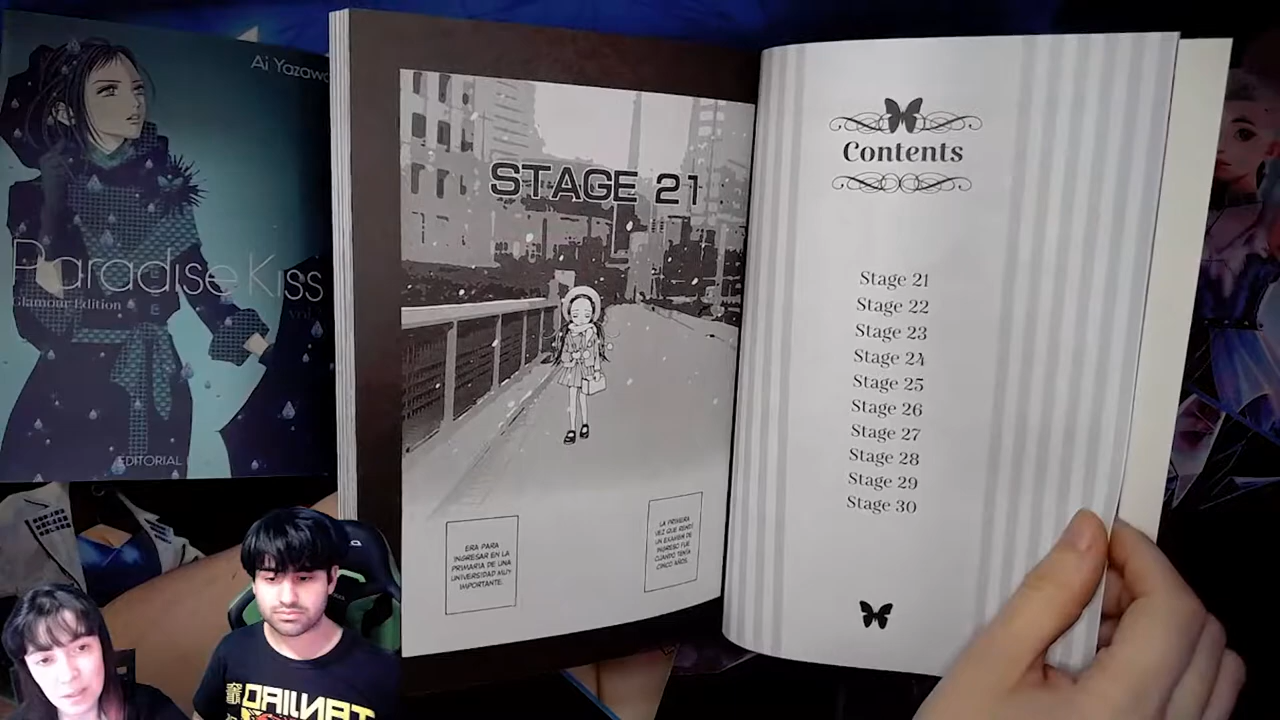 Ai Yazawa
Paradise Kiss
Glamour Edition
EDITORIAL
STAGE 21
LA PRIMERA
VEZ QUE RENDÍ
UN EXAMEN DE
INGRESO FUE
CUANDO TENÍA
CINCO AÑOS.
ERA PARA
INGRESAR EN LA
PRIMARIA DE UNA
UNIVERSIDAD MUY
IMPORTANTE.
Contents
Stage 21
Stage 22
Stage 23
Stage 24
Stage 25
Stage 26
Stage 27
Stage 28
Stage 29
Stage 30